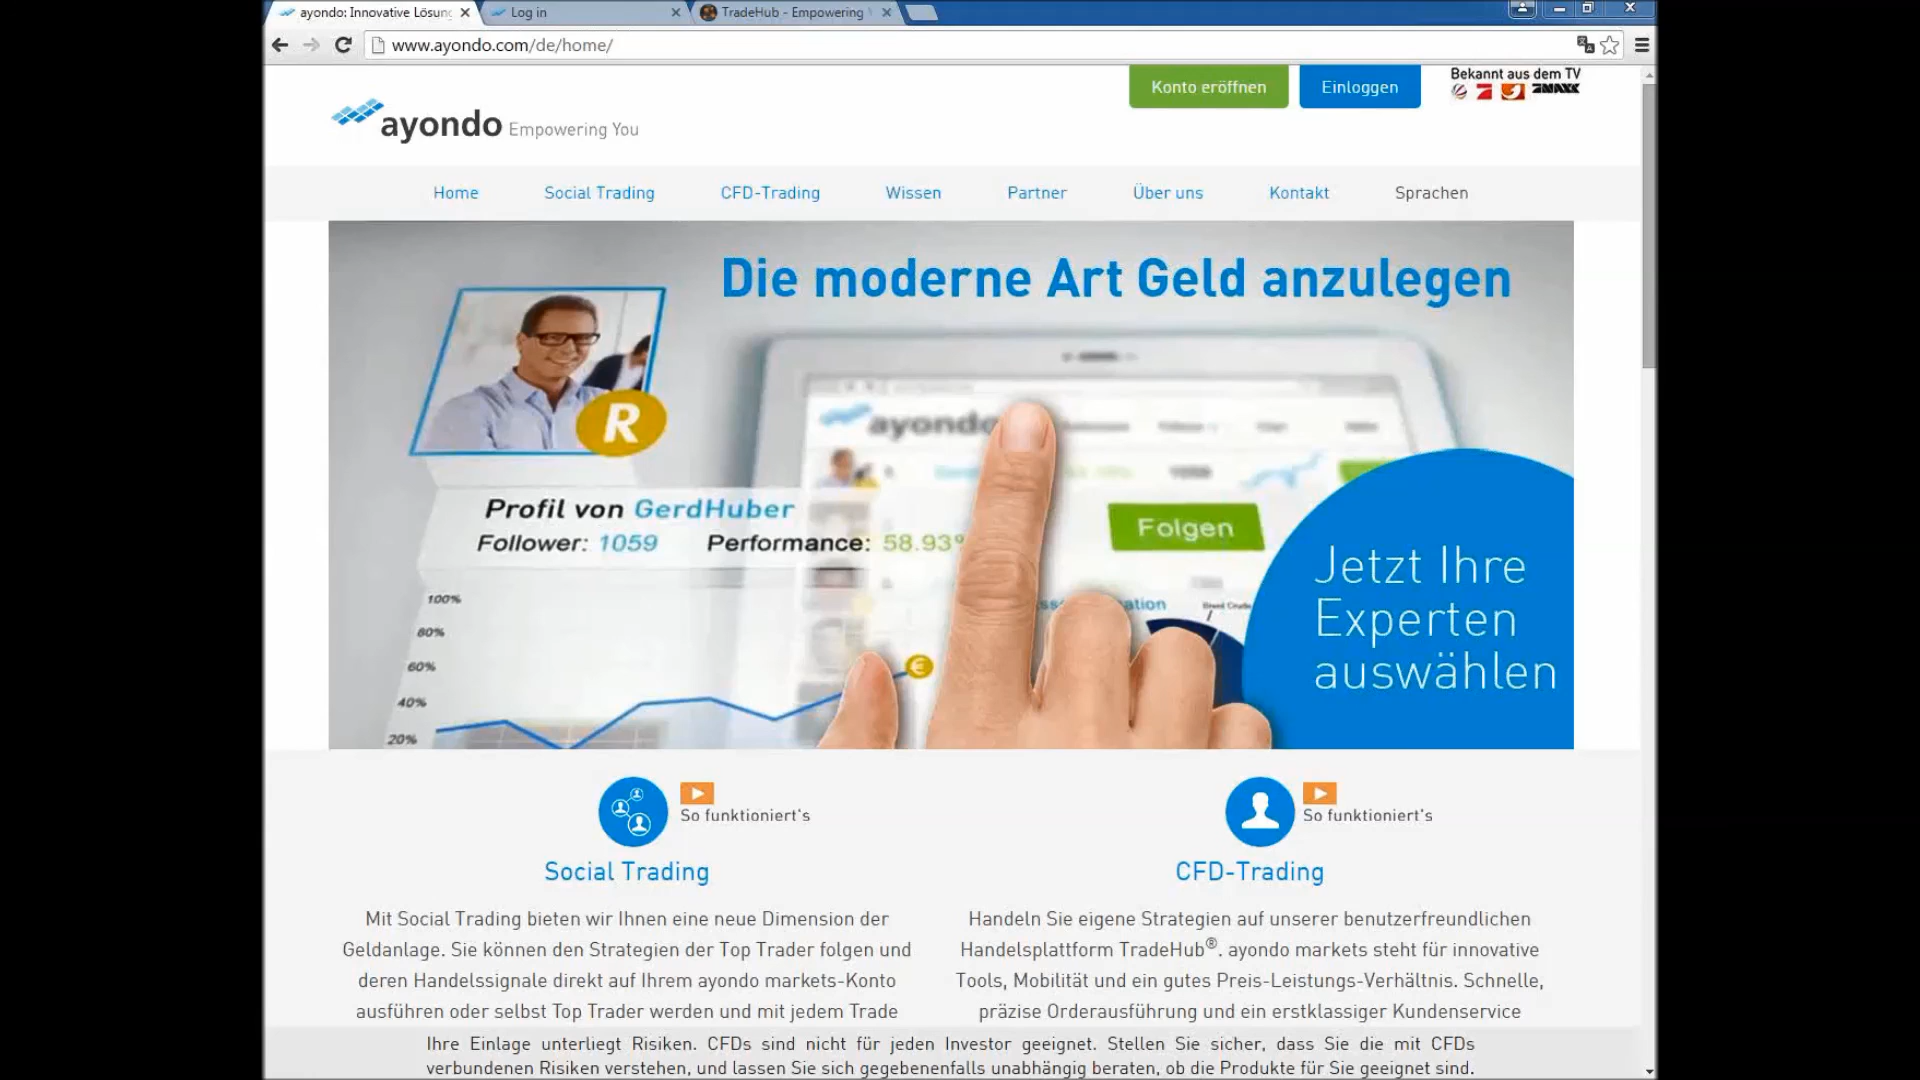 ayondo: Innovative Lösung
Log in
TradeHub - Empowering
www.ayondo.com/de/home/
Konto eröffnen
Einloggen
Bekannt aus dem TV
ayondo Empowering You
Home
Social Trading
CFD-Trading
Wissen
Partner
Über uns
Kontakt
Sprachen
Die moderne Art Geld anzulegen
R
ayondo
Profil von GerdHuber
Follower: 1059 Performance: 58.93%
Folgen
100%
80%
60%
40%
20%
€
Jetzt Ihre
Experten
auswählen
So funktioniert's
Social Trading
Mit Social Trading bieten wir Ihnen eine neue Dimension der
Geldanlage. Sie können den Strategien der Top Trader folgen und
deren Handelssignale direkt auf Ihrem ayondo markets-Konto
ausführen oder selbst Top Trader werden und mit jedem Trade
So funktioniert's
CFD-Trading
Handeln Sie eigene Strategien auf unserer benutzerfreundlichen
Handelsplattform TradeHub®. ayondo markets steht für innovative
Tools, Mobilität und ein gutes Preis-Leistungs-Verhältnis. Schnelle,
präzise Orderausführung und ein erstklassiger Kundenservice
Ihre Einlage unterliegt Risiken. CFDs sind nicht für jeden Investor geeignet. Stellen Sie sicher, dass Sie die mit CFDs
verbundenen Risiken verstehen, und lassen Sie sich gegebenenfalls unabhängig beraten, ob die Produkte für Sie geeignet sind.